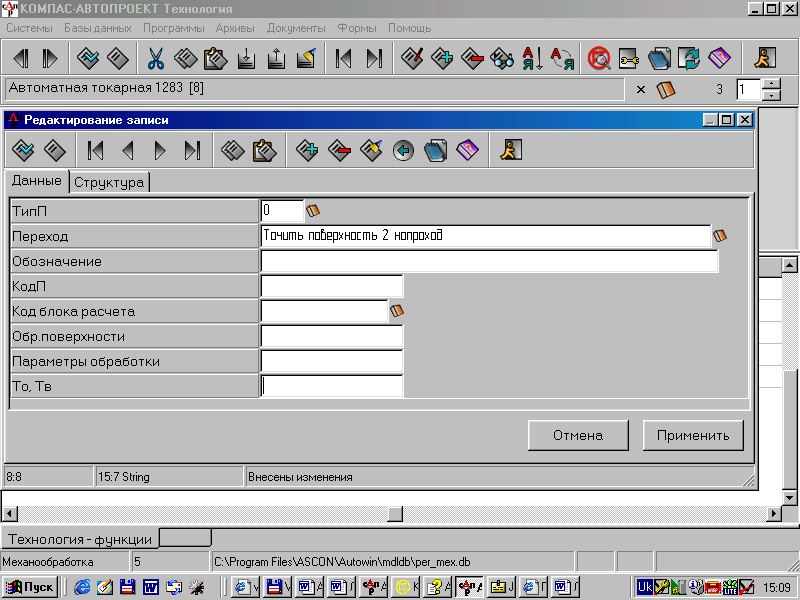 КОМПАС-АВТОПРОЕКТ Технология
Системы Базы данных Программы Архивы Документы Формы Помощь
Автоматная токарная 1283 [8]
3 1
Редактирование записи
Данные Структура
ТипП 0
Переход Точить поверхность 2 напроход
Обозначение
КодП
Код блока расчета
Обр.поверхности
Параметры обработки
То, Тв
Отмена Применить
8:8 15:7 String Внесены изменения
Технология - функции
Механообработка 5 C:\Program Files\ASCON\Autowin\mdldb\per_mex.db
Пуск Uk 15:09